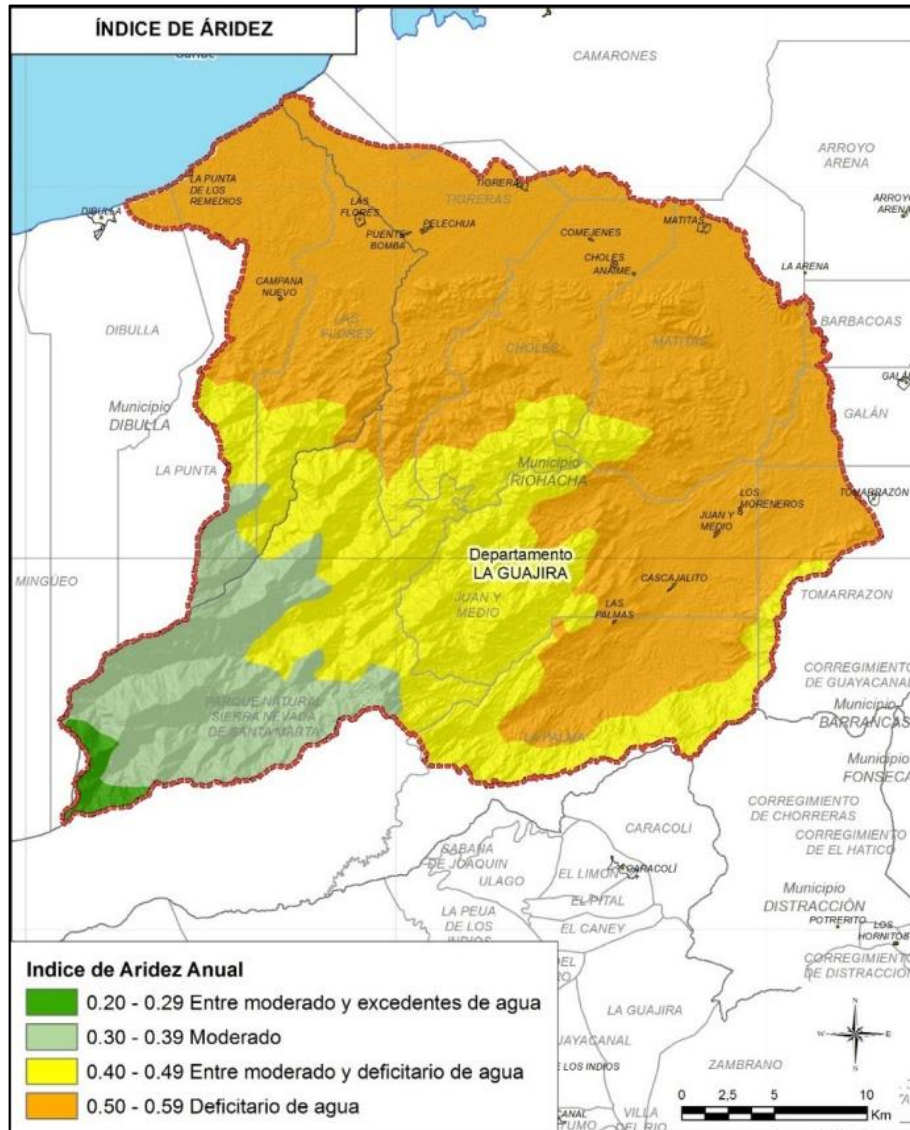 ÍNDICE DE ÁRIDEZ
CAMARONES
ARROYO
ARENA
LA PUNTA
DE LOS
REMEDIOS
TIGRERAS
TIGRERAS
DIBULLA
LAS
FLORES
PELECHUA
PUENTE
BOMBA
COMEJENES
MATITAS
ARROYO
ARENA
CHOLES
ANAIME
LA ARENA
CAMPANA
NUEVO
DIBULLA
LAS
FLORES
CHOLES
MATITAS
BARBACOAS
GALÁN
Municipio
DIBULLA
GALÁN
LA PUNTA
Municipio
RIOHACHA
LOS
MORENEROS
TOMARRAZÓN
JUAN Y
MEDIO
Departamento
LA GUAJIRA
MINGÜEO
CASCAJALITO
JUAN Y
MEDIO
LAS
PALMAS
TOMARRAZON
CORREGIMIENTO
DE GUAYACANAL
PARQUE NATURAL
SIERRA NEVADA
DE SANTA MARTA
LA PALMA
Municipio
BARRANCAS
Municipio
FONSECA
CORREGIMIENTO
DE CHORRERAS
CARACOLI
CORREGIMIENTO
DE EL HATICO
SABANA
DE JOAQUIN
ULAGO
EL LIMON
CARACOLÍ
EL PITAL
Municipio
DISTRACCIÓN
LA PEUA
DE LOS
INDIOS
EL CANEY
POTRERITO
LOS
HORNITOS
CORREGIMIENTO
DE DISTRACCIÓN
LA GUAJIRA
ZAMBRANO
VILLA
DEL RIO
Indice de Aridez Anual
0.20 - 0.29 Entre moderado y excedentes de agua
0.30 - 0.39 Moderado
0.40 - 0.49 Entre moderado y deficitario de agua
0.50 - 0.59 Deficitario de agua
N
W E
S
0 2,5 5 10
Km